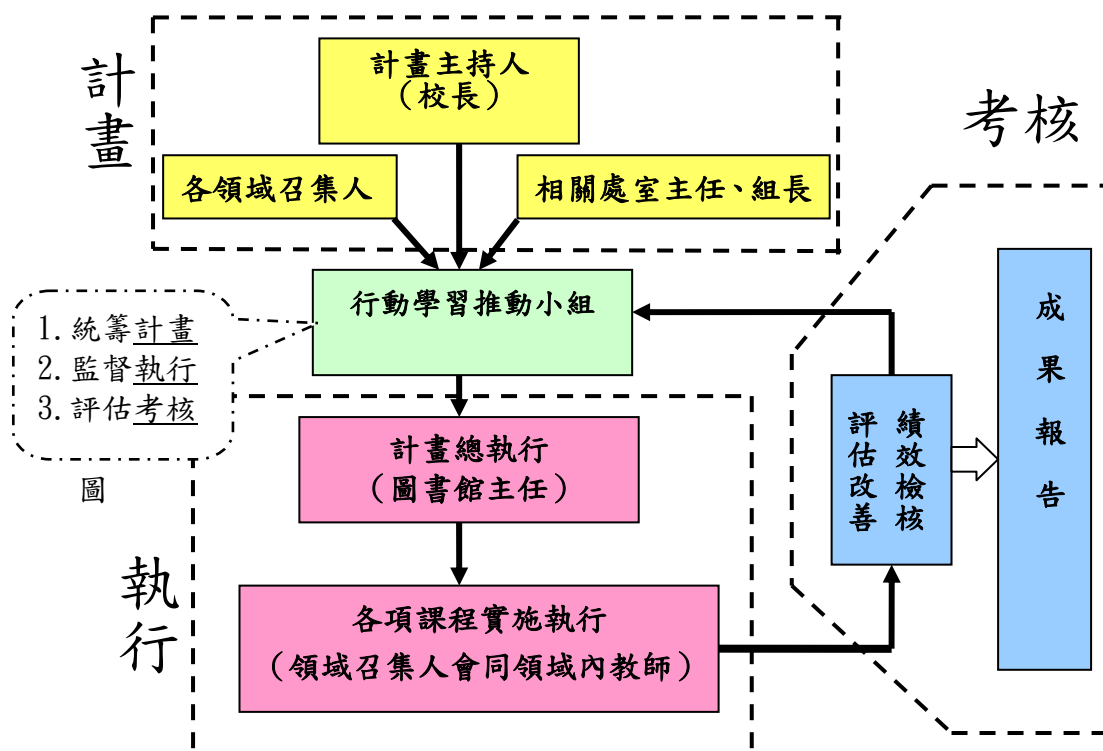 計畫
計畫主持人
（校長）
各領域召集人
相關處室主任、組長
行動學習推動小組
1.統籌計畫
2.監督執行
3.評估考核
圖
執行
計畫總執行
（圖書館主任）
各項課程實施執行
（領域召集人會同領域內教師）
考核
績效檢核
評估改善
成果報告